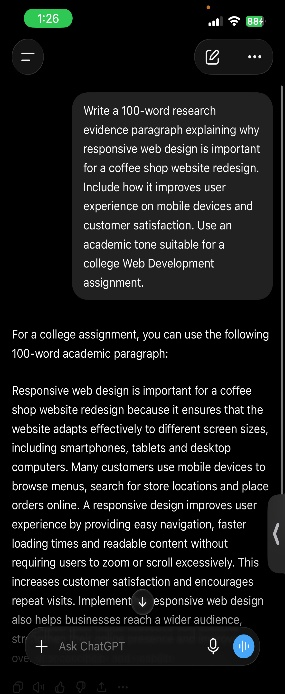 1:26
88
Write a 100-word research
evidence paragraph explaining why
responsive web design is important
for a coffee shop website redesign.
Include how it improves user
experience on mobile devices and
customer satisfaction. Use an
academic tone suitable for a
college Web Development
assignment.
For a college assignment, you can use the following
100-word academic paragraph:
Responsive web design is important for a coffee
shop website redesign because it ensures that the
website adapts effectively to different screen sizes,
including smartphones, tablets and desktop
computers. Many customers use mobile devices to
browse menus, search for store locations and place
orders online. A responsive design improves user
experience by providing easy navigation, faster
loading times and readable content without
requiring users to zoom or scroll excessively. This
increases customer satisfaction and encourages
repeat visits. Implement esponsive web design
also helps businesses reach a wider audience,
Ask ChatGPT